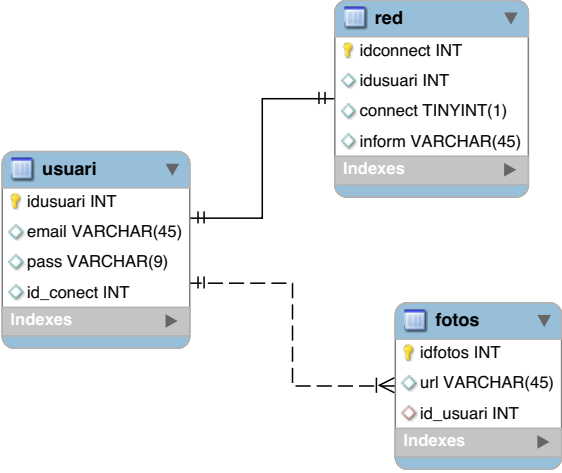 red
idconnect INT
idusuari INT
connect TINYINT(1)
inform VARCHAR(45)
Indexes
usuari
idusuari INT
email VARCHAR(45)
pass VARCHAR(9)
id_conect INT
Indexes
fotos
idfotos INT
url VARCHAR(45)
id_usuari INT
Indexes